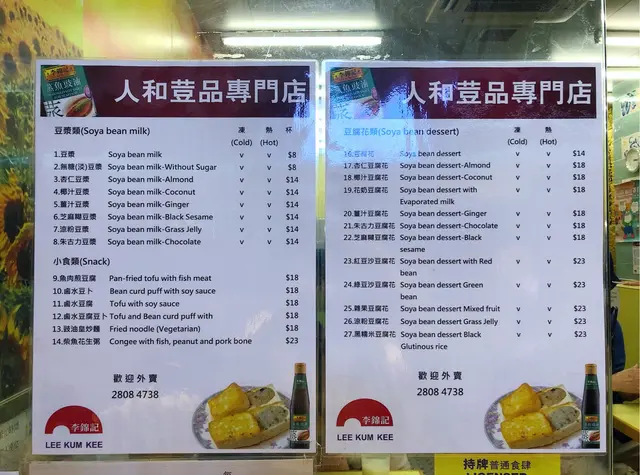 李錦記
蒸魚豉油
人和荳品專門店
豆漿類(Soya bean milk) 凍 熱 杯
(Cold) (Hot)
1.豆漿 Soya bean milk v v $8
2.無糖(淡)豆漿 Soya bean milk-Without Sugar v v $8
3.杏仁豆漿 Soya bean milk-Almond v v $14
4.椰汁豆漿 Soya bean milk-Coconut v v $14
5.薑汁豆漿 Soya bean milk-Ginger v v $14
6.芝麻糊豆漿 Soya bean milk-Black Sesame v v $14
7.涼粉豆漿 Soya bean milk-Grass Jelly v v $14
8.朱古力豆漿 Soya bean milk-Chocolate v v $14
小食類(Snack)
9.魚肉煎豆腐 Pan-fried tofu with fish meat $18
10.鹵水豆卜 Bean curd puff with soy sauce $18
11.鹵水豆腐 Tofu with soy sauce $18
12.鹵水豆腐豆卜 Tofu and Bean curd puff with $18
13.豉油皇炒麵 Fried noodle (Vegetarian) $18
14.柴魚花生粥 Congee with fish, peanut and pork bone $23
歡迎外賣
2808 4738
李錦記
LEE KUM KEE
人和荳品專門店
豆腐花類(Soya bean dessert) 凍 熱
(Cold) (Hot)
Soya bean dessert v v $14
17.杏仁豆腐花 Soya bean dessert-Almond v v $18
18.椰汁豆腐花 Soya bean dessert-Coconut v v $18
19.花奶豆腐花 Soya bean dessert with v v $18
Evaporated milk
20.薑汁豆腐花 Soya bean dessert-Ginger v v $18
21.朱古力豆腐花 Soya bean dessert-Chocolate v v $18
22.芝麻糊豆腐花 Soya bean dessert-Black v v $18
sesame
23.紅豆沙豆腐花 Soya bean dessert with Red v v $23
bean
24.綠豆沙豆腐花 Soya bean dessert Green v v $23
bean
25.雜果豆腐花 Soya bean dessert Mixed fruit v v $23
26.涼粉豆腐花 Soya bean dessert Grass Jelly v v $23
27.黑糯米豆腐花 Soya bean dessert Black v v $23
Glutinous rice
歡迎外賣
2808 4738
李錦記
LEE KUM KEE
持牌普通食肆
LICENSED